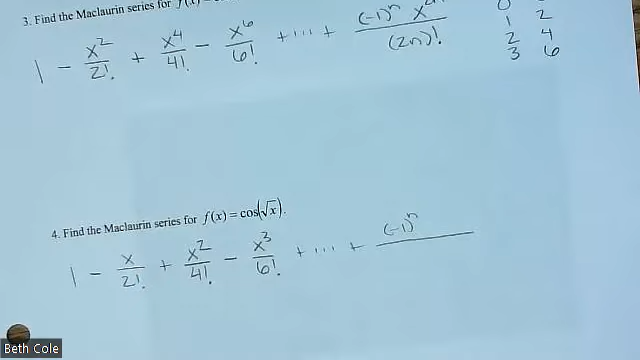 3. Find the Maclaurin series for
0
1 - x²/2! + x⁴/4! - x⁶/6! + ... + (-1)ⁿ x²ⁿ/(2n)!
1 2
2 4
3 6
4. Find the Maclaurin series for f(x) = cos(√x).
1 - x/2! + x²/4! - x³/6! + ... + (-1)ⁿ
Beth Cole